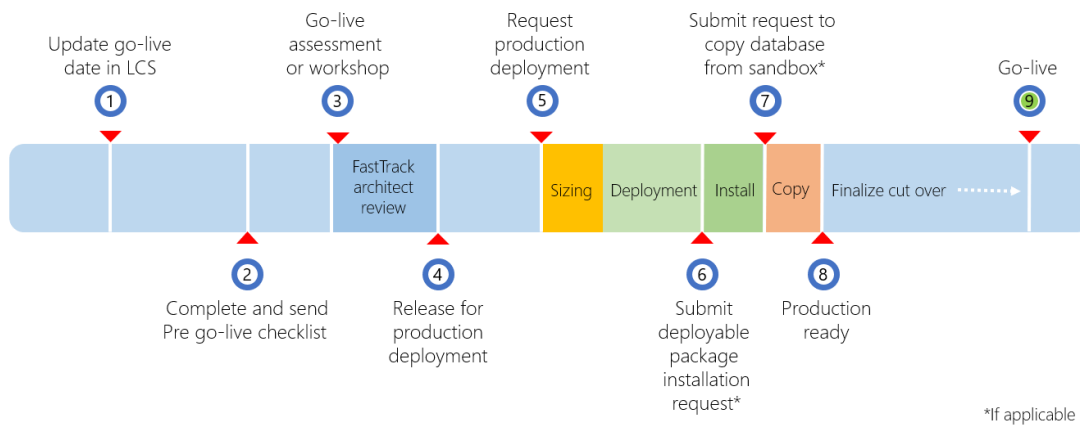 Update go-live
date in LCS
1
Go-live
assessment
or workshop
3
Request
production
deployment
5
Submit request to
copy database
from sandbox*
7
Go-live
9
FastTrack
architect
review
Sizing
Deployment
Install
Copy
Finalize cut over
2
Complete and send
Pre go-live checklist
4
Release for
production
deployment
6
Submit
deployable
package
installation
request*
8
Production
ready
*If applicable